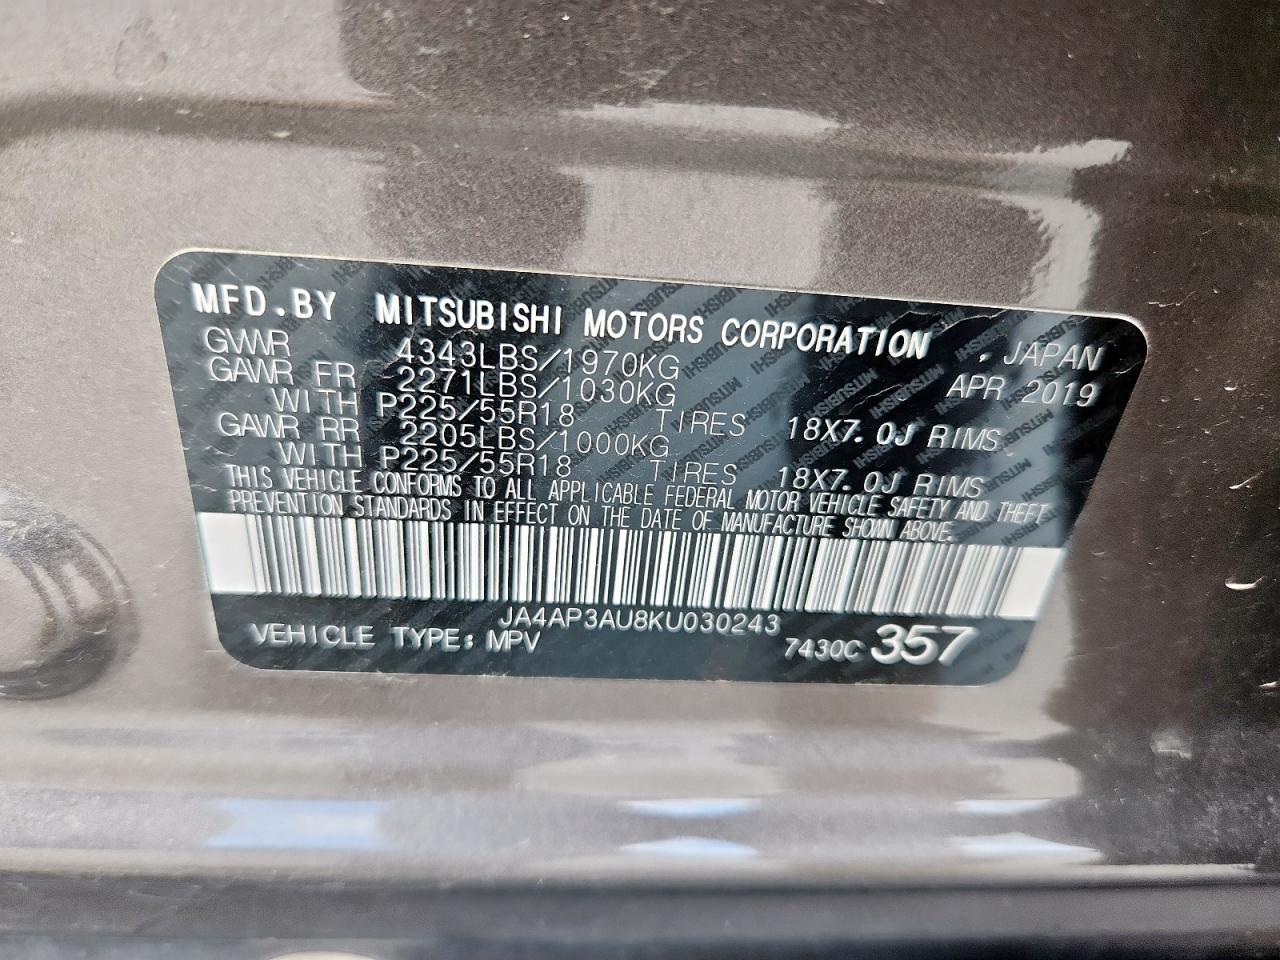 MFD.BY MITSUBISHI MOTORS CORPORATION, JAPAN
GVWR 4343LBS/1970KG APR, 2019
GAWR FR 2271LBS/1030KG
WITH P225/55R18 TIRES 18X7.0J RIMS
GAWR RR 2205LBS/1000KG
WITH P225/55R18 TIRES 18X7.0J RIMS
THIS VEHICLE CONFORMS TO ALL APPLICABLE FEDERAL MOTOR VEHICLE SAFETY AND THEFT
PREVENTION STANDARDS IN EFFECT ON THE DATE OF MANUFACTURE SHOWN ABOVE.
JA4AP3AU8KU030243
VEHICLE TYPE: MPV 7430C 357